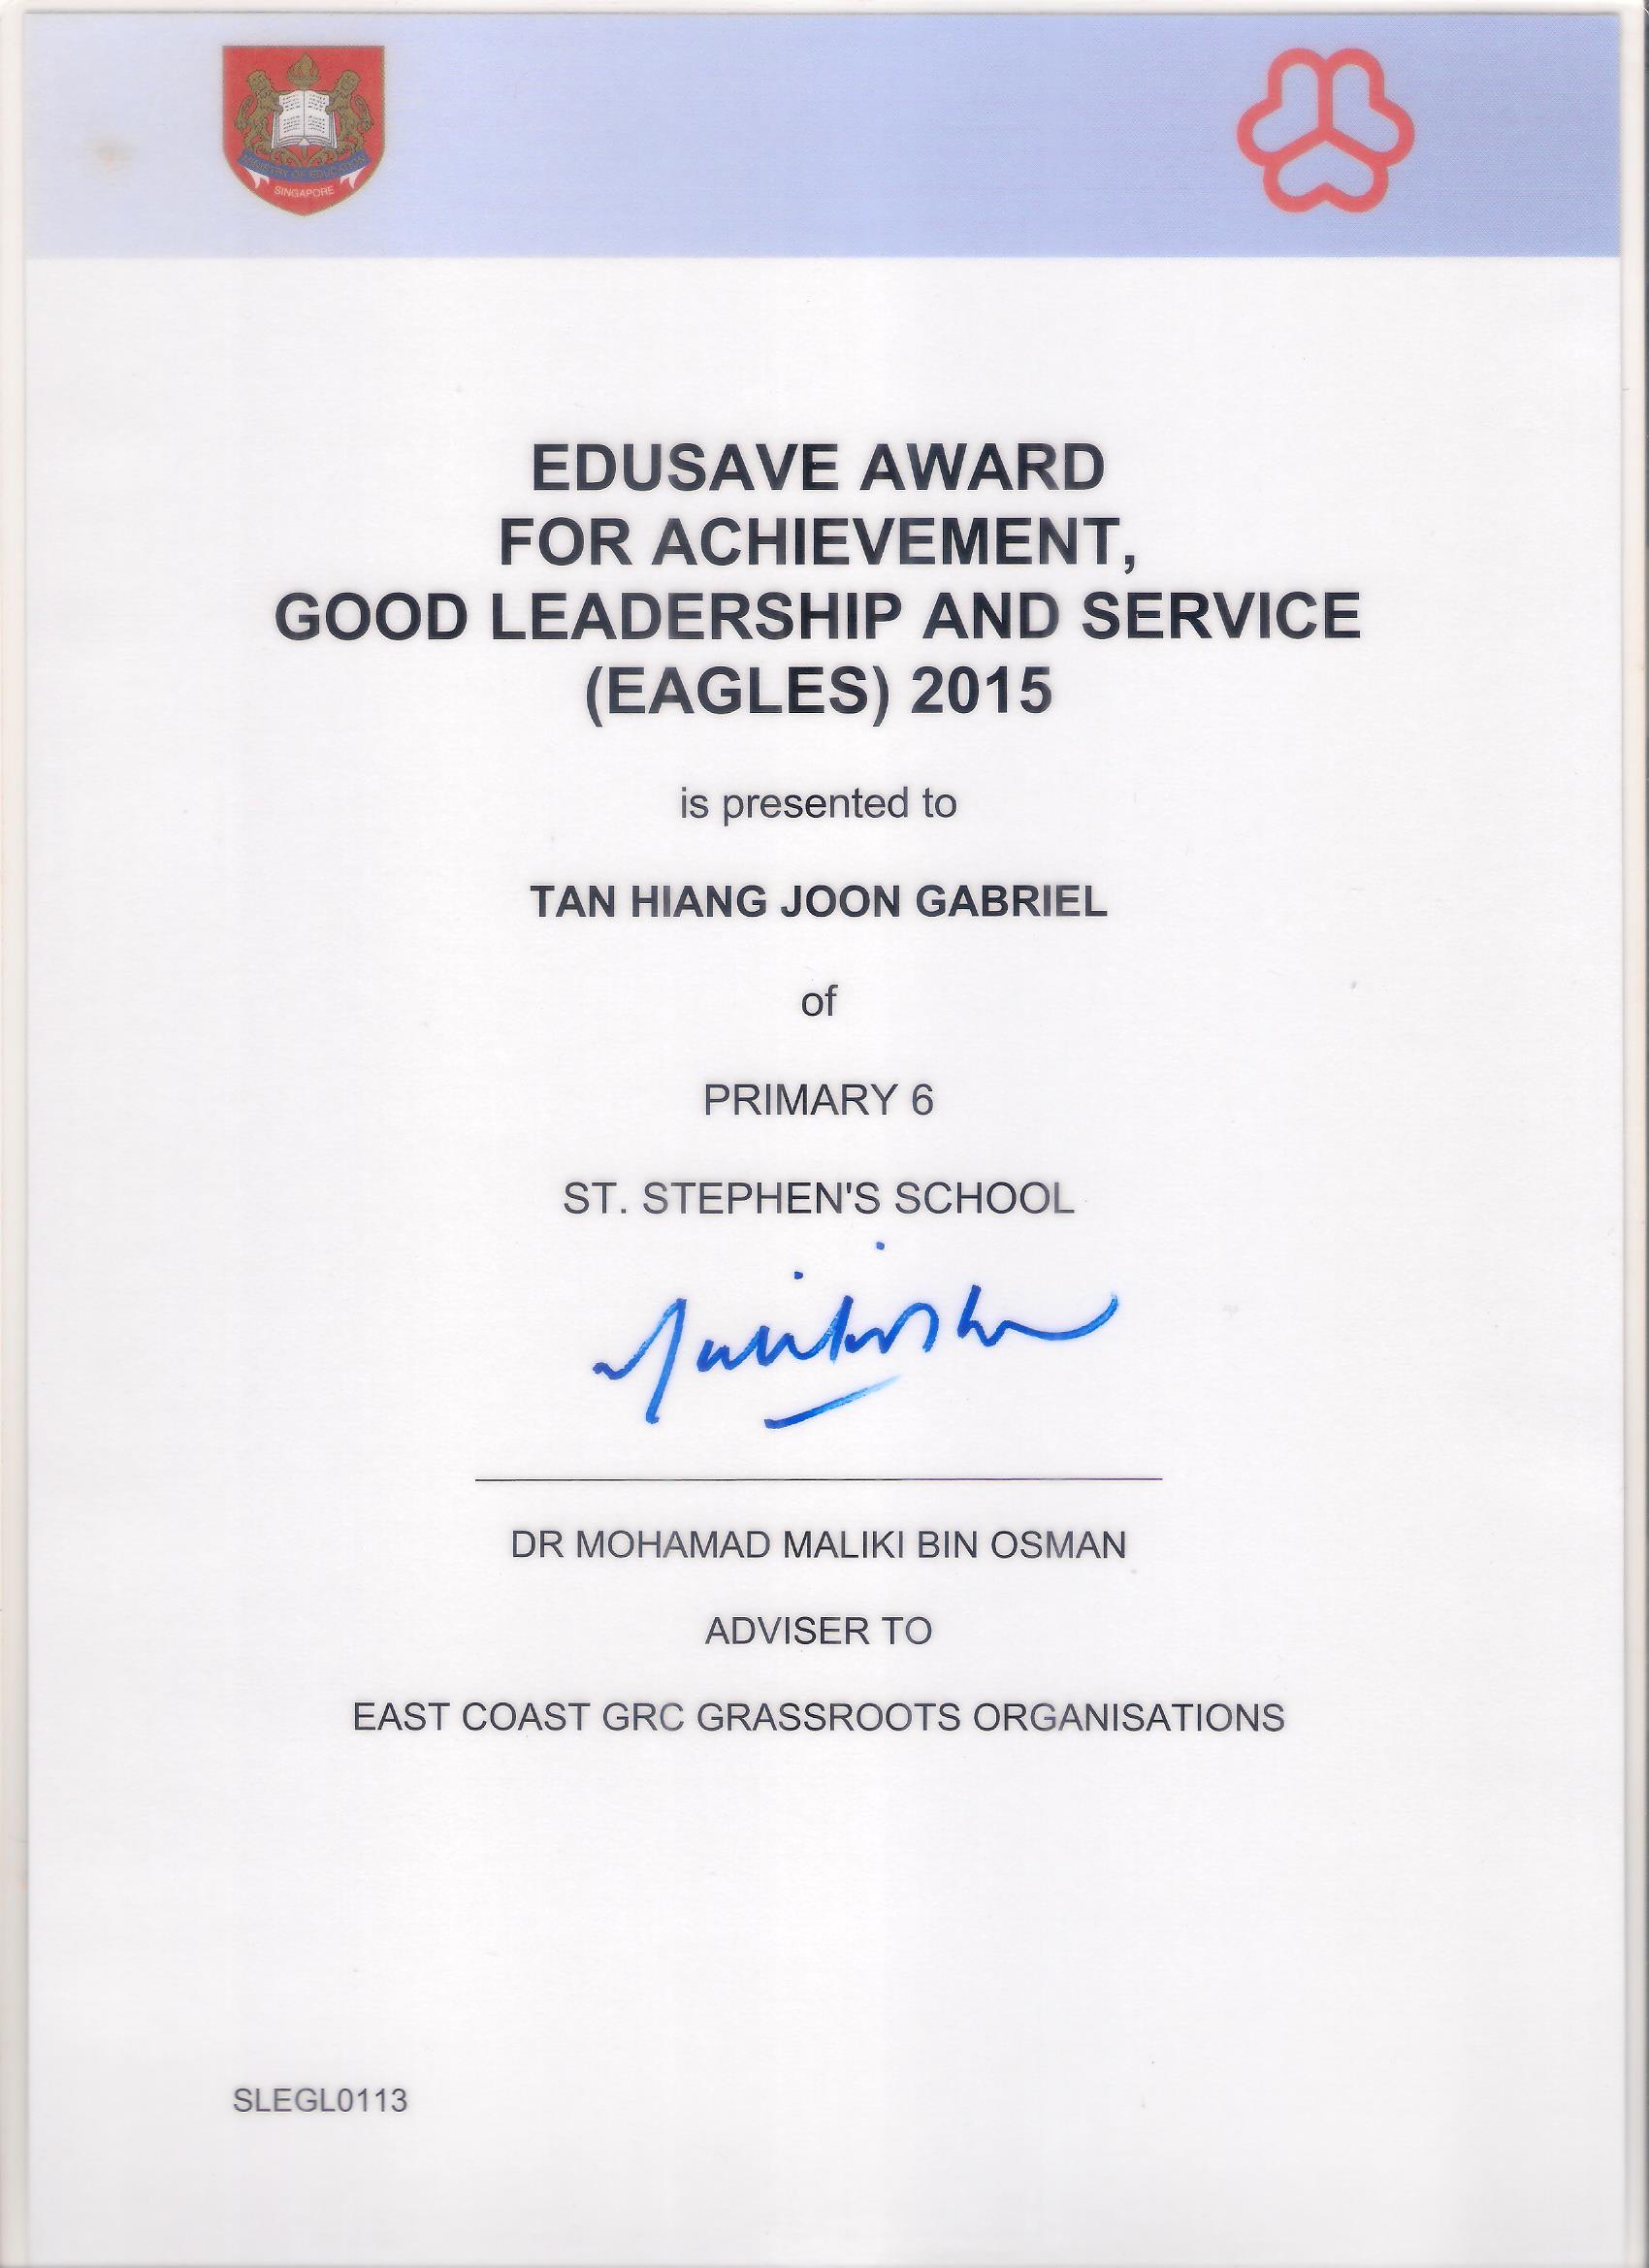 MINISTRY OF EDUCATION
SINGAPORE
EDUSAVE AWARD
FOR ACHIEVEMENT,
GOOD LEADERSHIP AND SERVICE
(EAGLES) 2015
is presented to
TAN HIANG JOON GABRIEL
of
PRIMARY 6
ST. STEPHEN'S SCHOOL
DR MOHAMAD MALIKI BIN OSMAN
ADVISER TO
EAST COAST GRC GRASSROOTS ORGANISATIONS
SLEGL0113